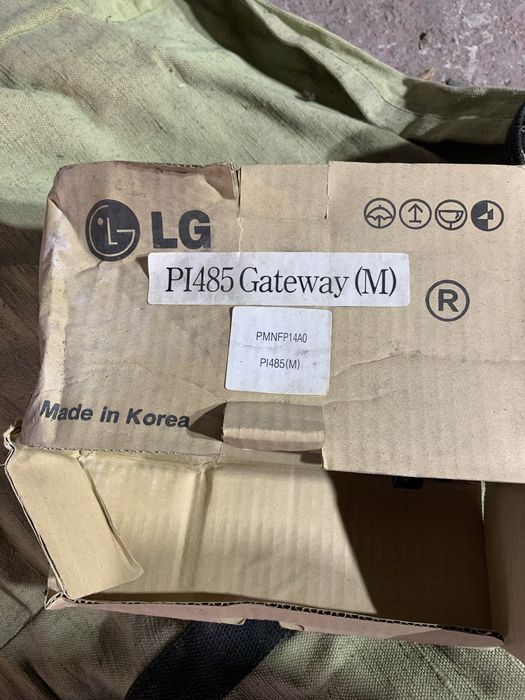 LG
PI485 Gateway (M)
PMNFP14A0
PI485(M)
R
Made in Korea